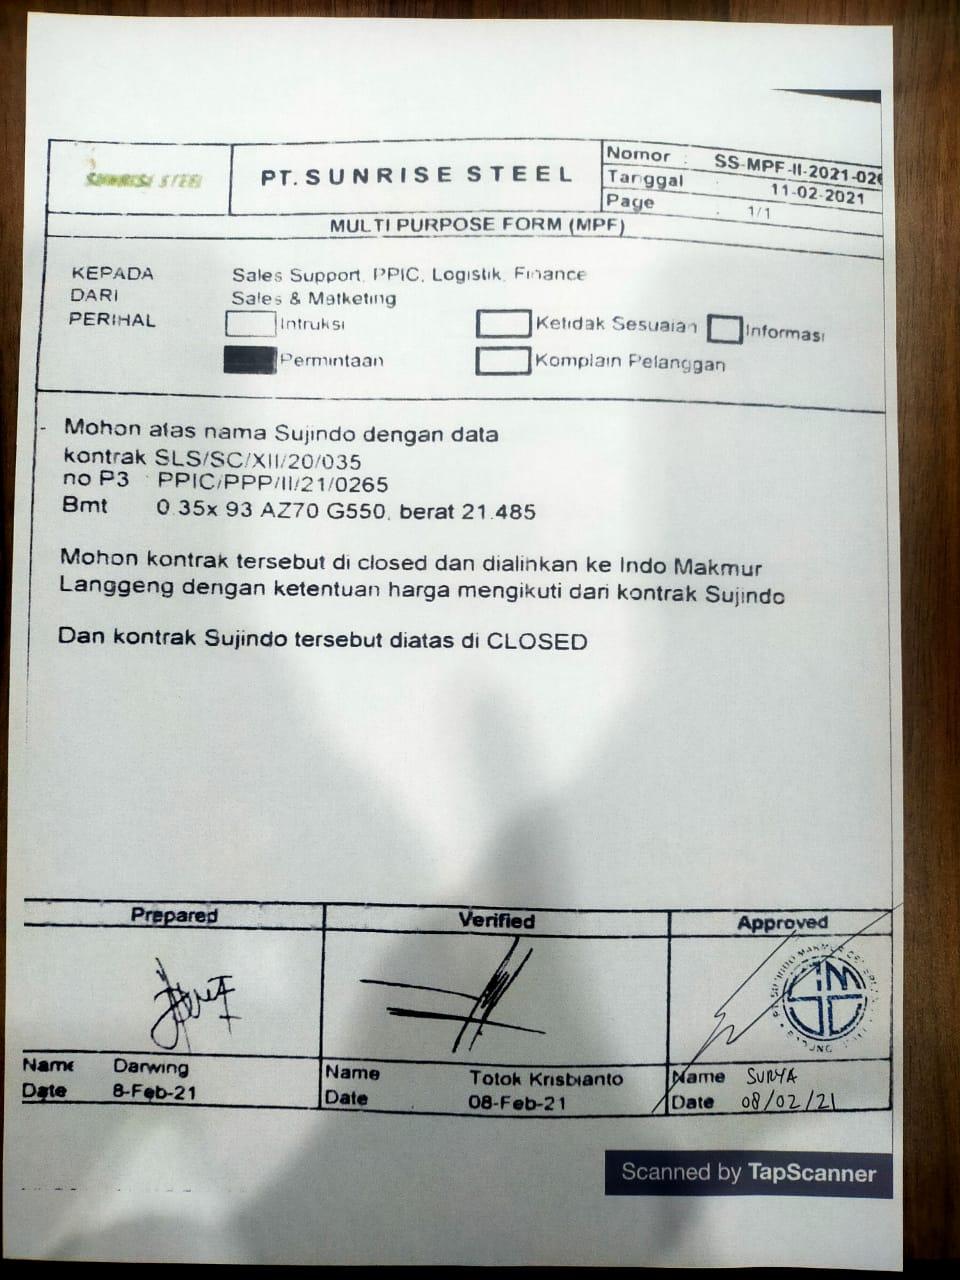 SUNRISE STEEL
PT. SUNRISE STEEL
Nomor : SS-MPF-II-2021-026
Tanggal : 11-02-2021
Page : 1/1
MULTI PURPOSE FORM (MPF)
KEPADA Sales Support, PPIC, Logistik, Finance
DARI Sales & Matketing
PERIHAL Intruksi Ketidak Sesuaian Informasi
Permintaan Komplain Pelanggan
- Mohon atas nama Sujindo dengan data
kontrak SLS/SC/XII/20/035
no P3 : PPIC/PPP/II/21/0265
Bmt 0.35x 93 AZ70 G550, berat 21.485
Mohon kontrak tersebut di closed dan dialinkan ke Indo Makmur
Langgeng dengan ketentuan harga mengikuti dari kontrak Sujindo
Dan kontrak Sujindo tersebut diatas di CLOSED
Prepared Verified Approved
Name Darwing Name Totok Krisbianto Name SURYA
Date 8-Feb-21 Date 08-Feb-21 Date 08/02/21
Scanned by TapScanner